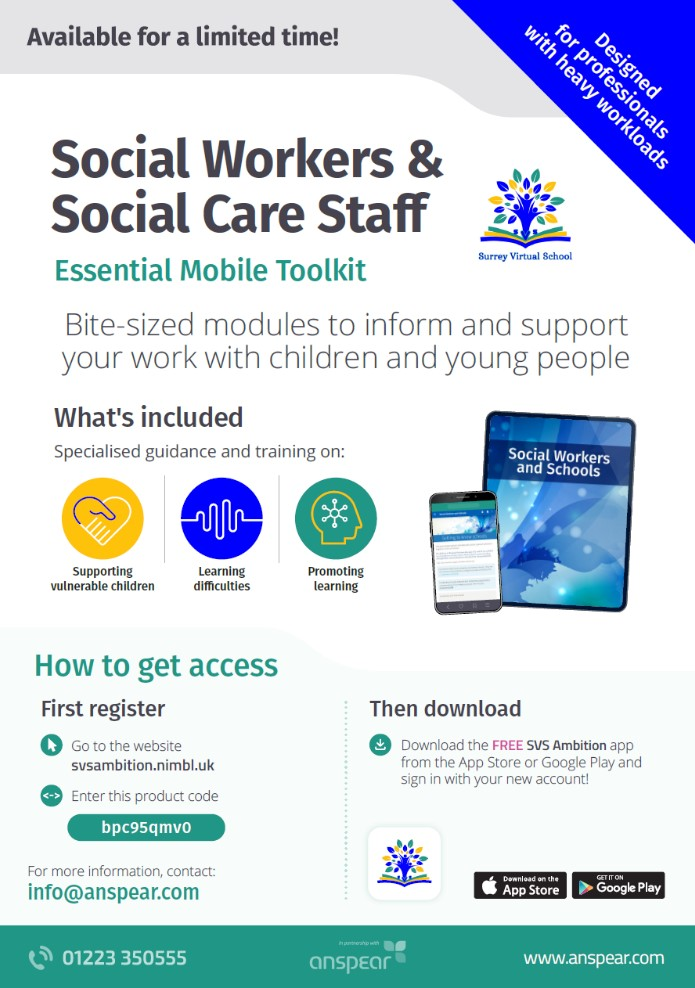 Available for a limited time!
Designed
for professionals
with heavy workloads
Social Workers &
Social Care Staff
Surrey Virtual School
Essential Mobile Toolkit
Bite-sized modules to inform and support
your work with children and young people
What's included
Specialised guidance and training on:
Supporting
vulnerable children
Learning
difficulties
Promoting
learning
Social Workers
and Schools
How to get access
First register
Go to the website
svsambition.nimbl.uk
Enter this product code
bpc95qmv0
For more information, contact:
info@anspear.com
Then download
Download the FREE SVS Ambition app
from the App Store or Google Play and
sign in with your new account!
Download on the
App Store
GET IT ON
Google Play
01223 350555
In partnership with
anspear
www.anspear.com